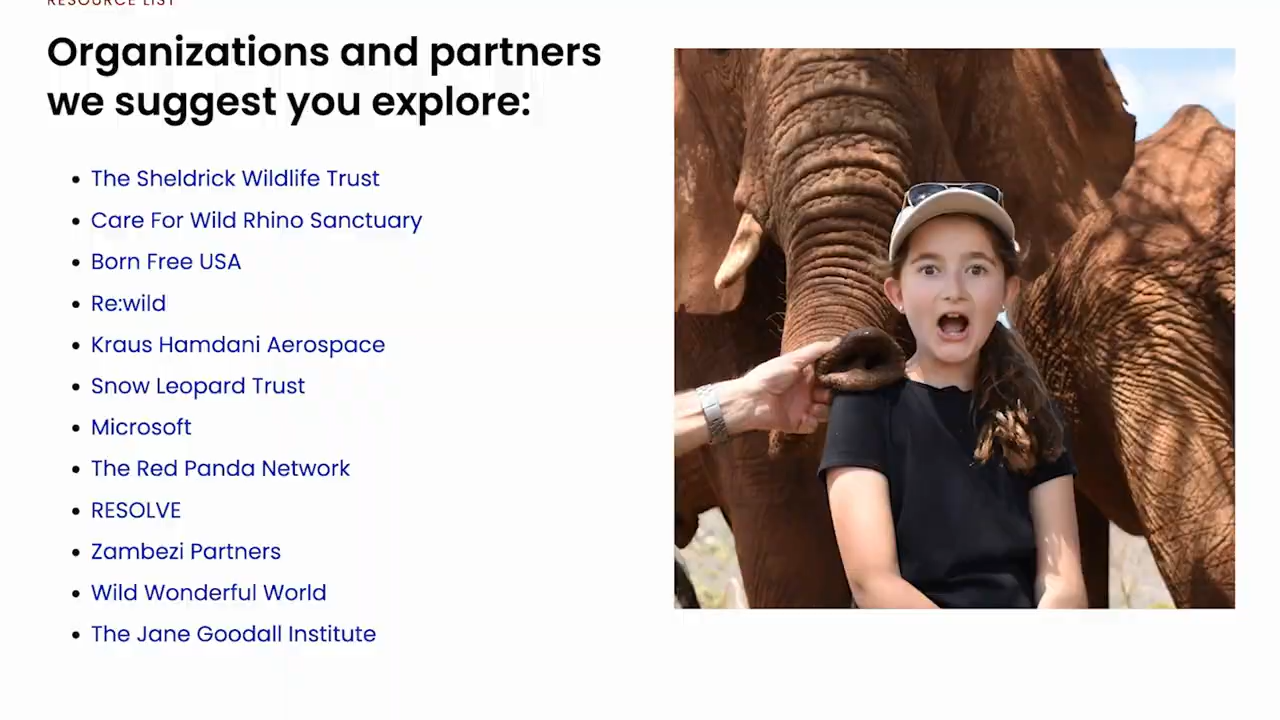 RESOURCE LIST
Organizations and partners
we suggest you explore:
The Sheldrick Wildlife Trust
Care For Wild Rhino Sanctuary
Born Free USA
Re:wild
Kraus Hamdani Aerospace
Snow Leopard Trust
Microsoft
The Red Panda Network
RESOLVE
Zambezi Partners
Wild Wonderful World
The Jane Goodall Institute